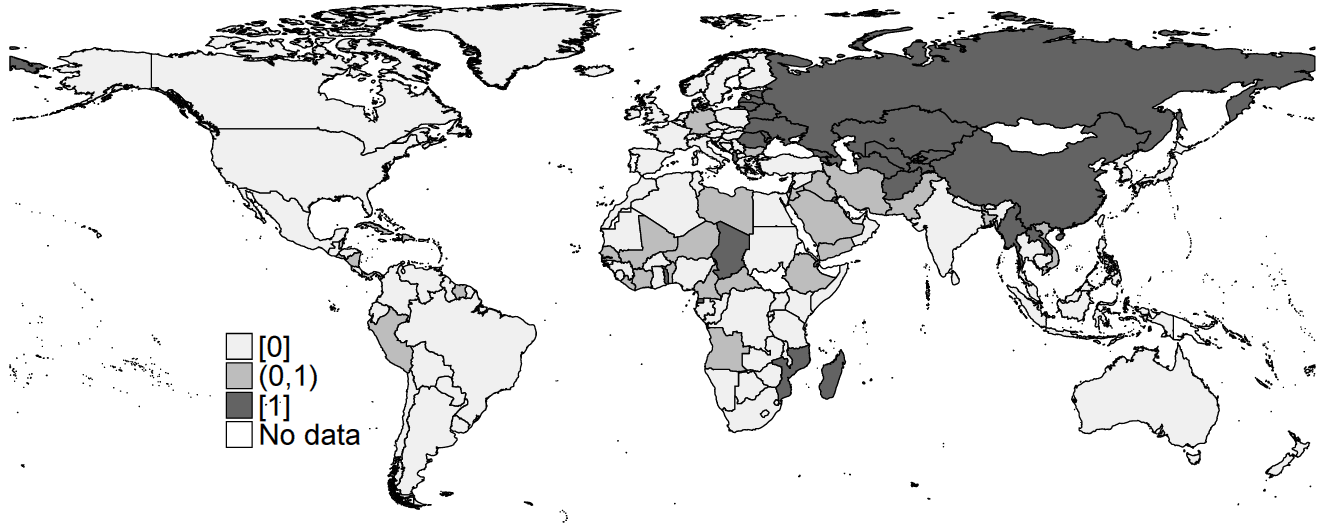 [0]
(0,1)
[1]
No data